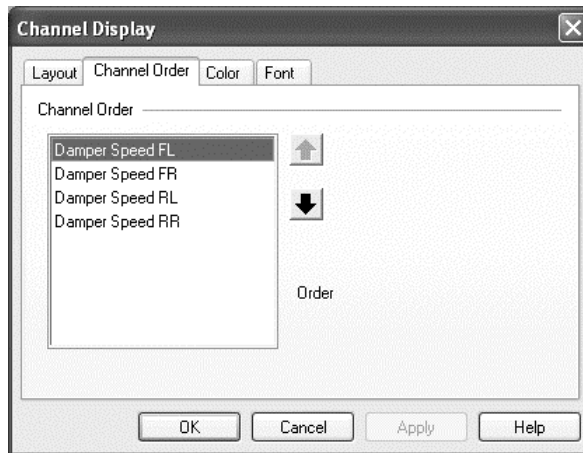 Channel Display
Layout Channel Order Color Font
Channel Order
Damper Speed FL
Damper Speed FR
Damper Speed RL
Damper Speed RR
Order
OK Cancel Apply Help